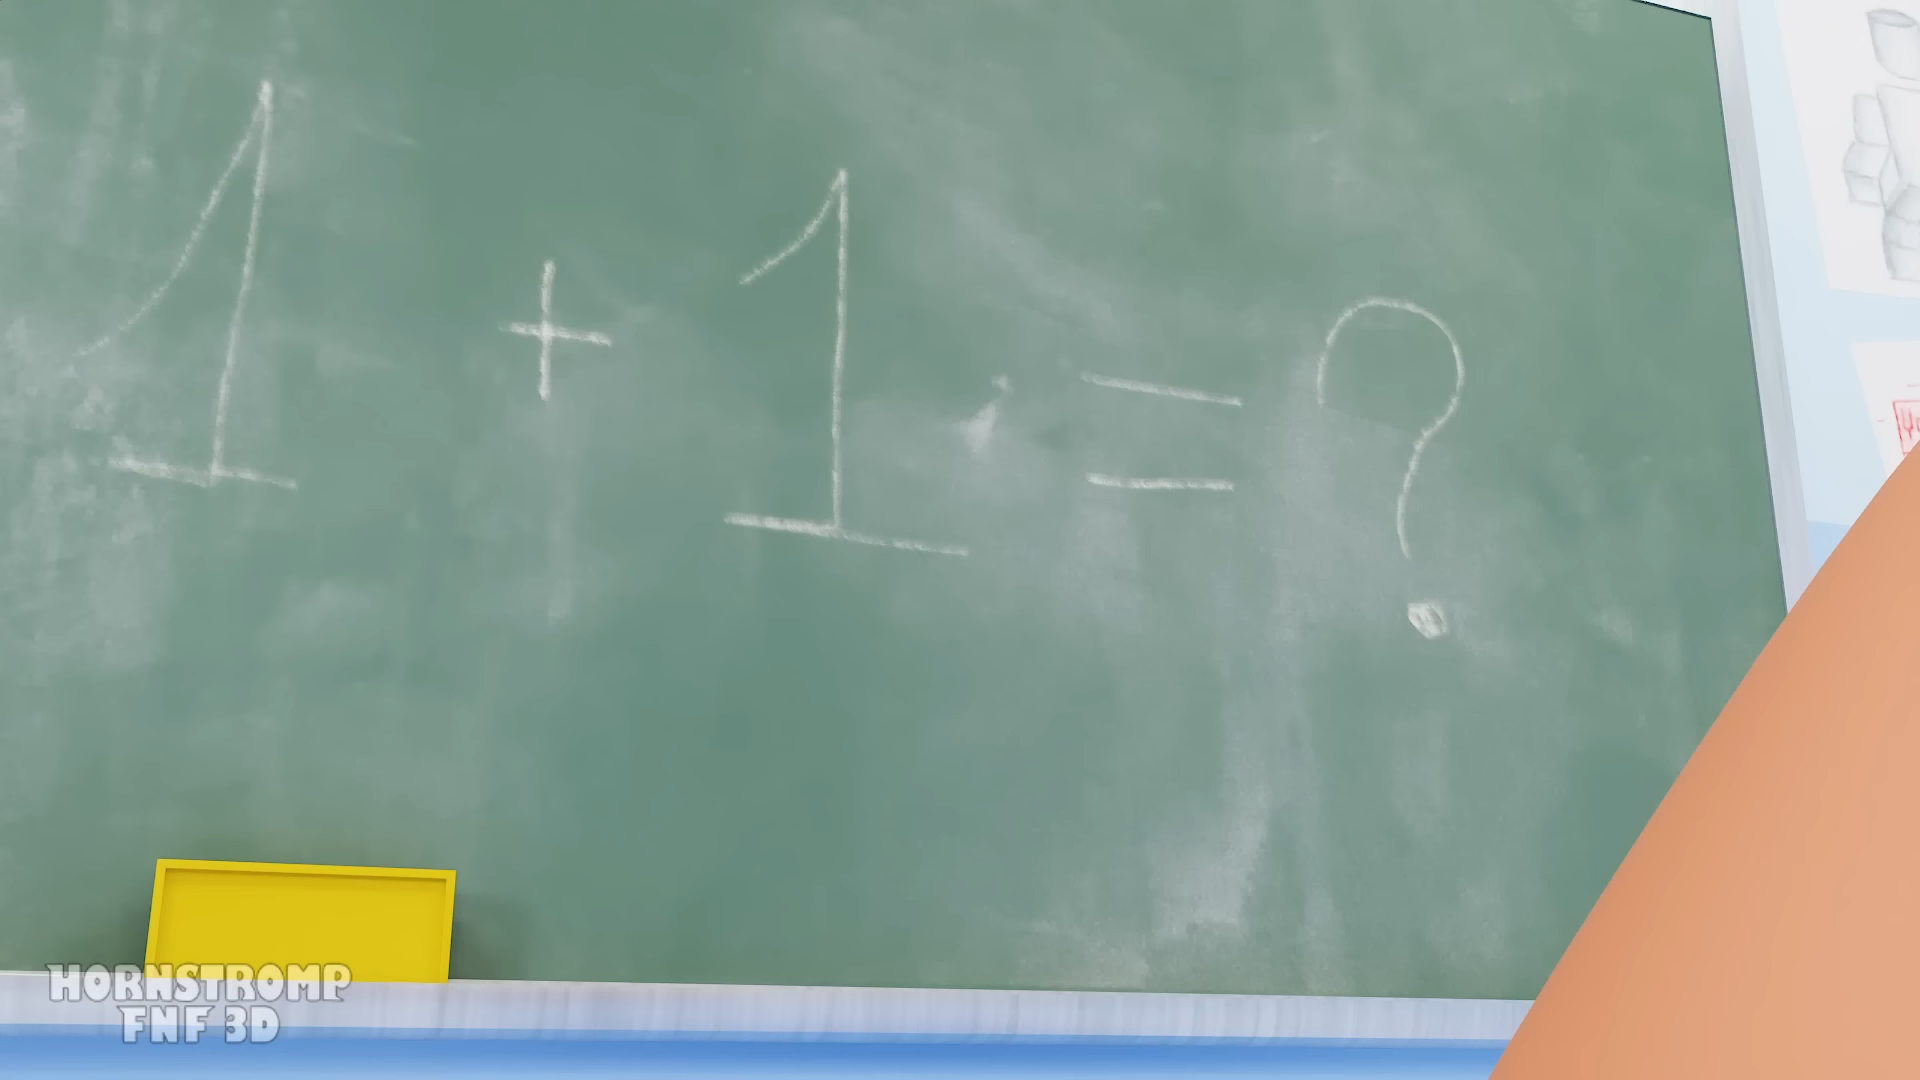 1 + 1 = ?
HORNSTROMP
FNF 3D